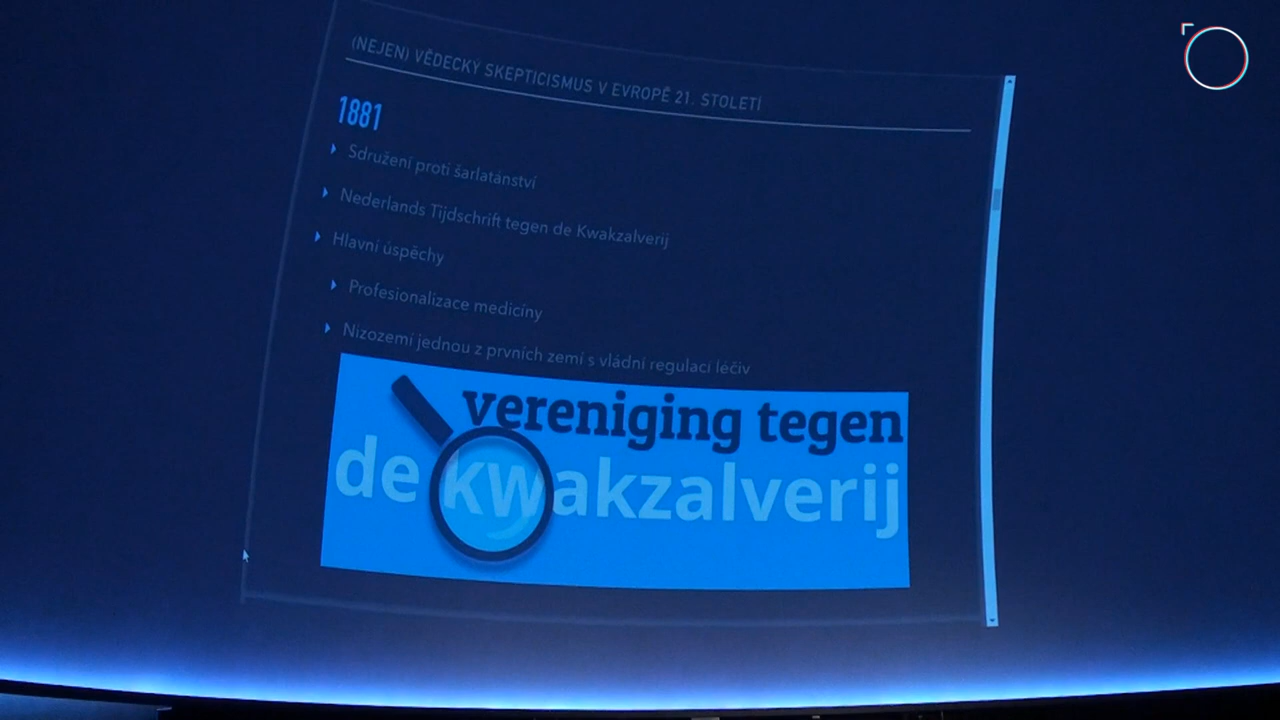 (NEJEN) VĚDECKÝ SKEPTICISMUS V EVROPĚ 21. STOLETÍ
1881
Sdružení proti šarlatánství
Nederlands Tijdschrift tegen de Kwakzalverij
Hlavní úspěchy
Profesionalizace medicíny
Nizozemí jednou z prvních zemí s vládní regulací léčiv
vereniging tegen
de kwakzalverij